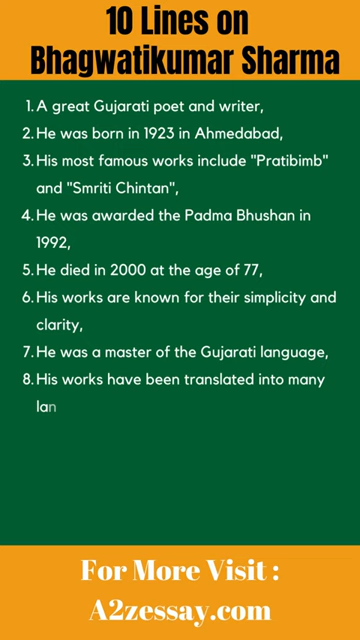 10 Lines on
Bhagwatikumar Sharma
1. A great Gujarati poet and writer,
2. He was born in 1923 in Ahmedabad,
3. His most famous works include "Pratibimb"
and "Smriti Chintan",
4. He was awarded the Padma Bhushan in
1992,
5. He died in 2000 at the age of 77,
6. His works are known for their simplicity and
clarity,
7. He was a master of the Gujarati language,
8. His works have been translated into many
lan
For More Visit :
A2zessay.com